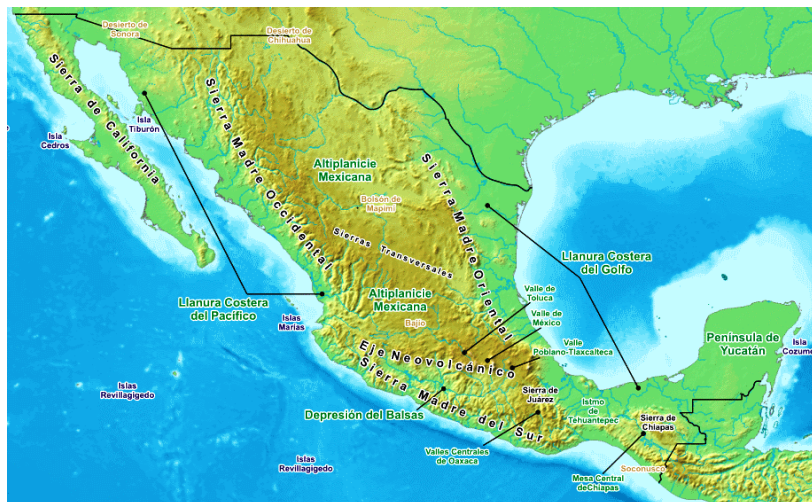 Desierto de
Sonora
Desierto de
Chihuahua
Sierra de California
Isla
Tiburón
Isla
Cedros
Sierra Madre Occidental
Altiplanicie
Mexicana
Sierra Madre Oriental
Bolsón de
Mapimí
Sierras Transversales
Llanura Costera
del Golfo
Llanura Costera
del Pacífico
Altiplanicie
Mexicana
Valle de
Toluca
Valle de
México
Islas
Marías
Bajío
Valle
Poblano-Tlaxcalteca
Península de
Yucatán
Isla
Cozume
Eje Neovolcánico
Sierra Madre del Sur
Islas
Revillagigedo
Sierra de
Juárez
Depresión del Balsas
Istmo
de
Tehuantepec
Sierra de
Chiapas
Valles Centrales
de Oaxaca
Islas
Revillagigedo
Soconusco
Mesa Central
deChiapas